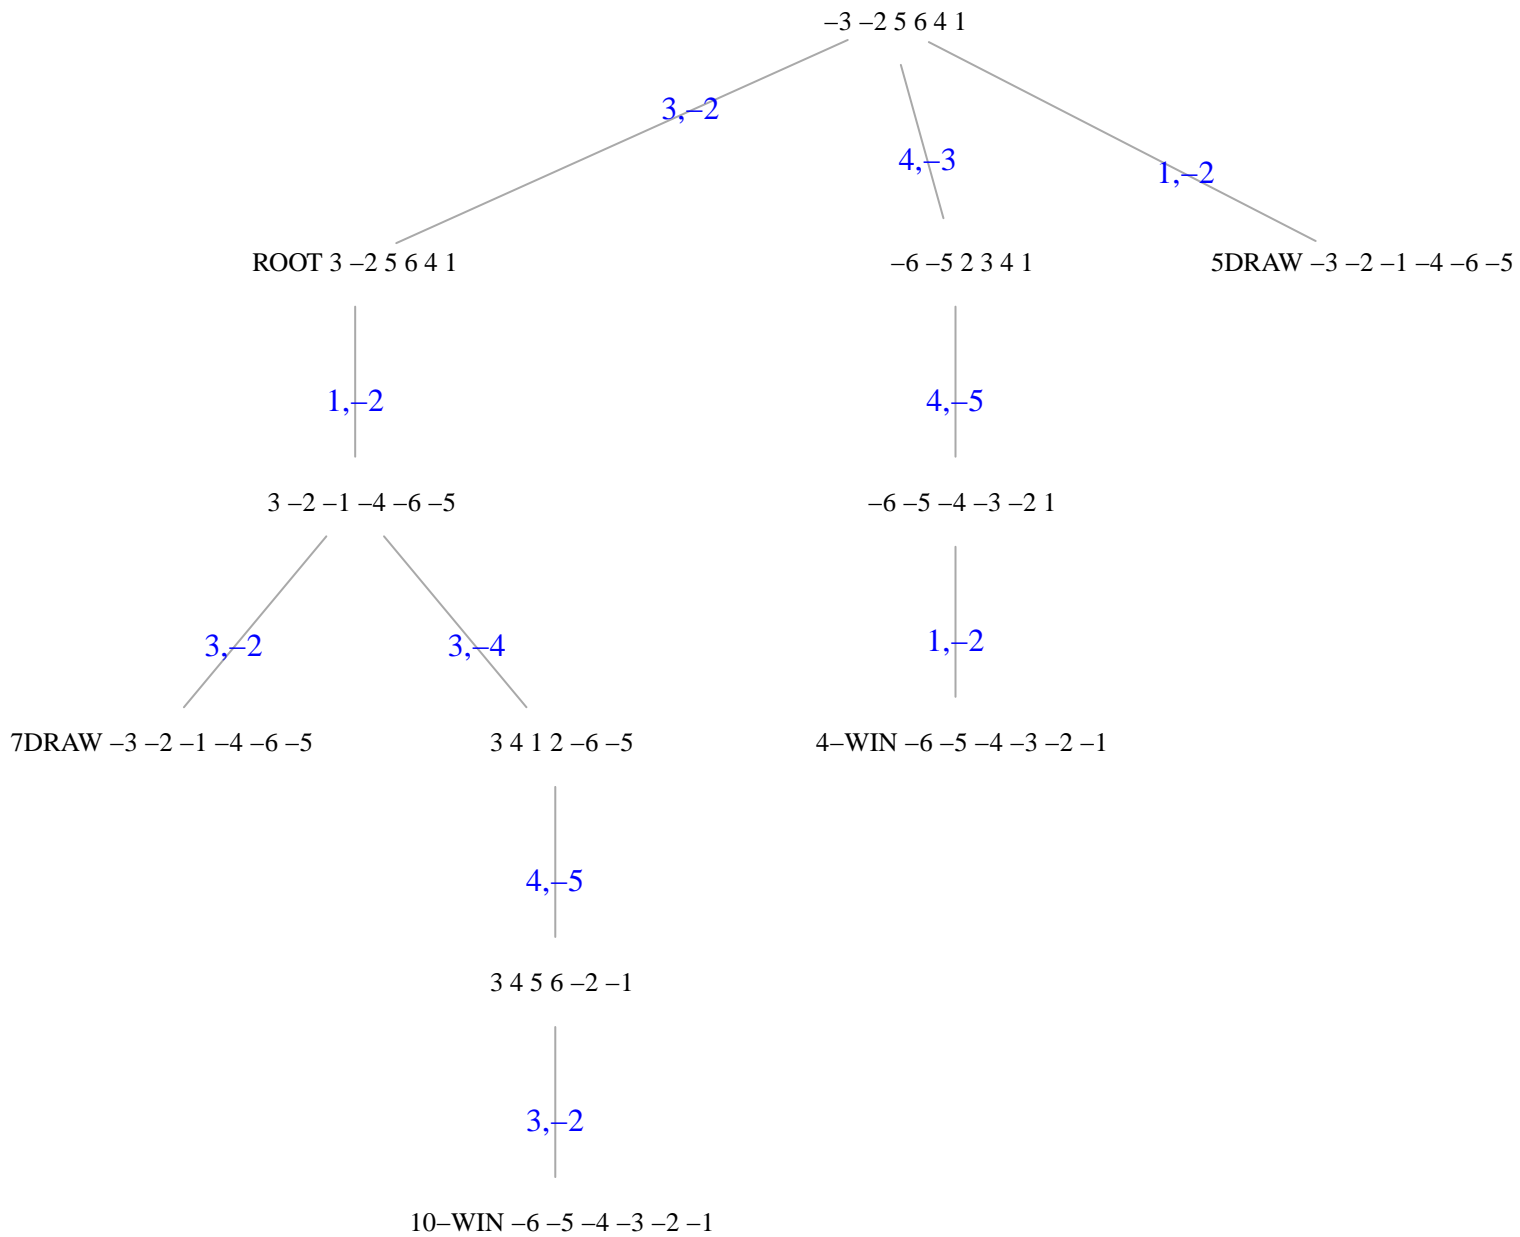 –3 –2 5 6 4 1
3,–2
4,–3
1,–2
ROOT 3 –2 5 6 4 1
–6 –5 2 3 4 1
5DRAW –3 –2 –1 –4 –6 –5
1,–2
4,–5
3 –2 –1 –4 –6 –5
–6 –5 –4 –3 –2 1
3,–2
3,–4
1,–2
7DRAW –3 –2 –1 –4 –6 –5
3 4 1 2 –6 –5
4–WIN –6 –5 –4 –3 –2 –1
4,–5
3 4 5 6 –2 –1
3,–2
10–WIN –6 –5 –4 –3 –2 –1